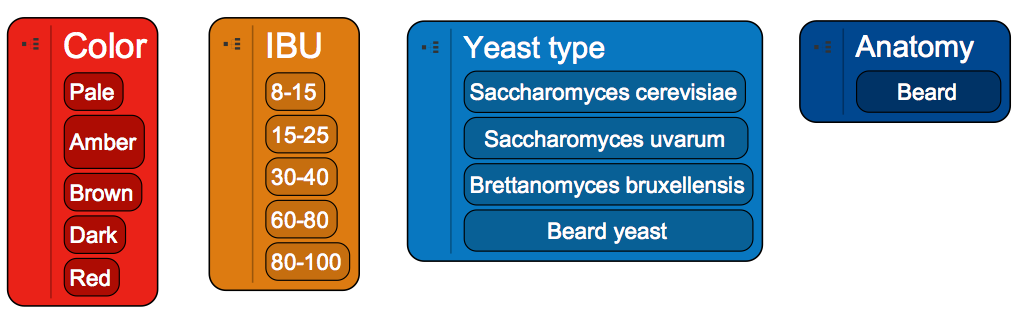 Color
Pale
Amber
Brown
Dark
Red
IBU
8-15
15-25
30-40
60-80
80-100
Yeast type
Saccharomyces cerevisiae
Saccharomyces uvarum
Brettanomyces bruxellensis
Beard yeast
Anatomy
Beard